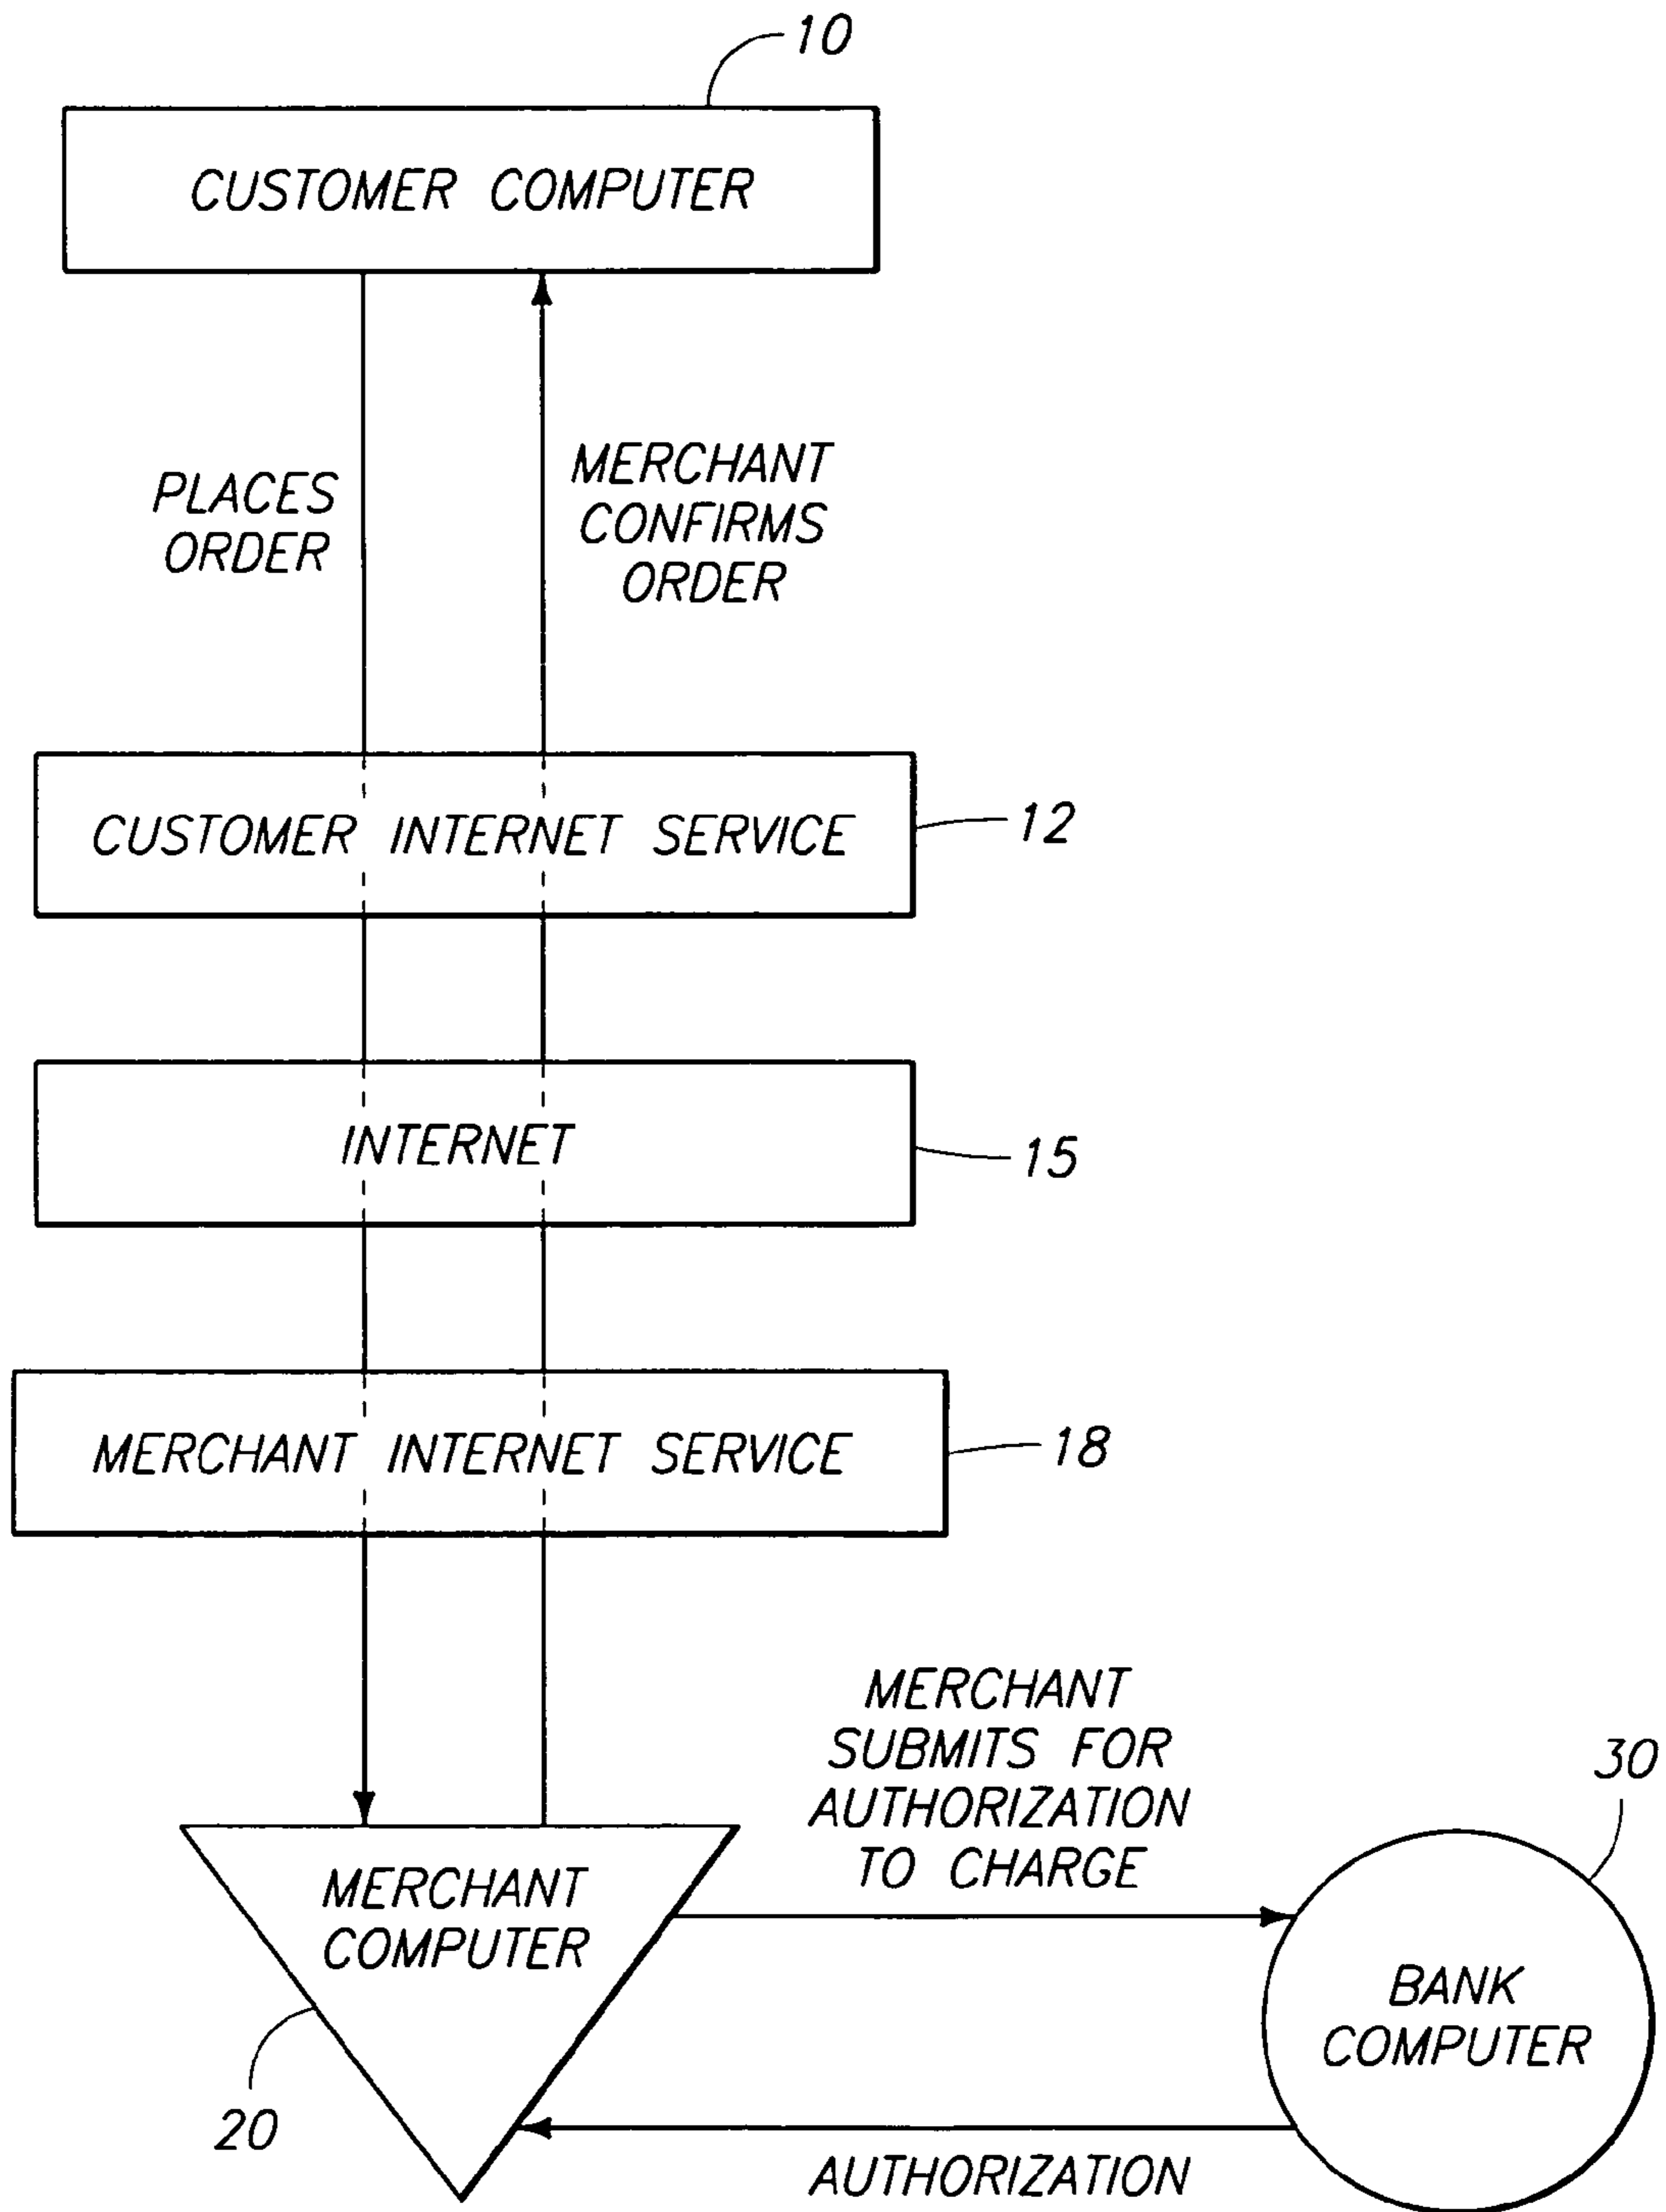 10
CUSTOMER COMPUTER
PLACES
ORDER
MERCHANT
CONFIRMS
ORDER
CUSTOMER INTERNET SERVICE
12
INTERNET
15
MERCHANT INTERNET SERVICE
18
MERCHANT
SUBMITS FOR
AUTHORIZATION
TO CHARGE
30
MERCHANT
COMPUTER
BANK
COMPUTER
20
AUTHORIZATION